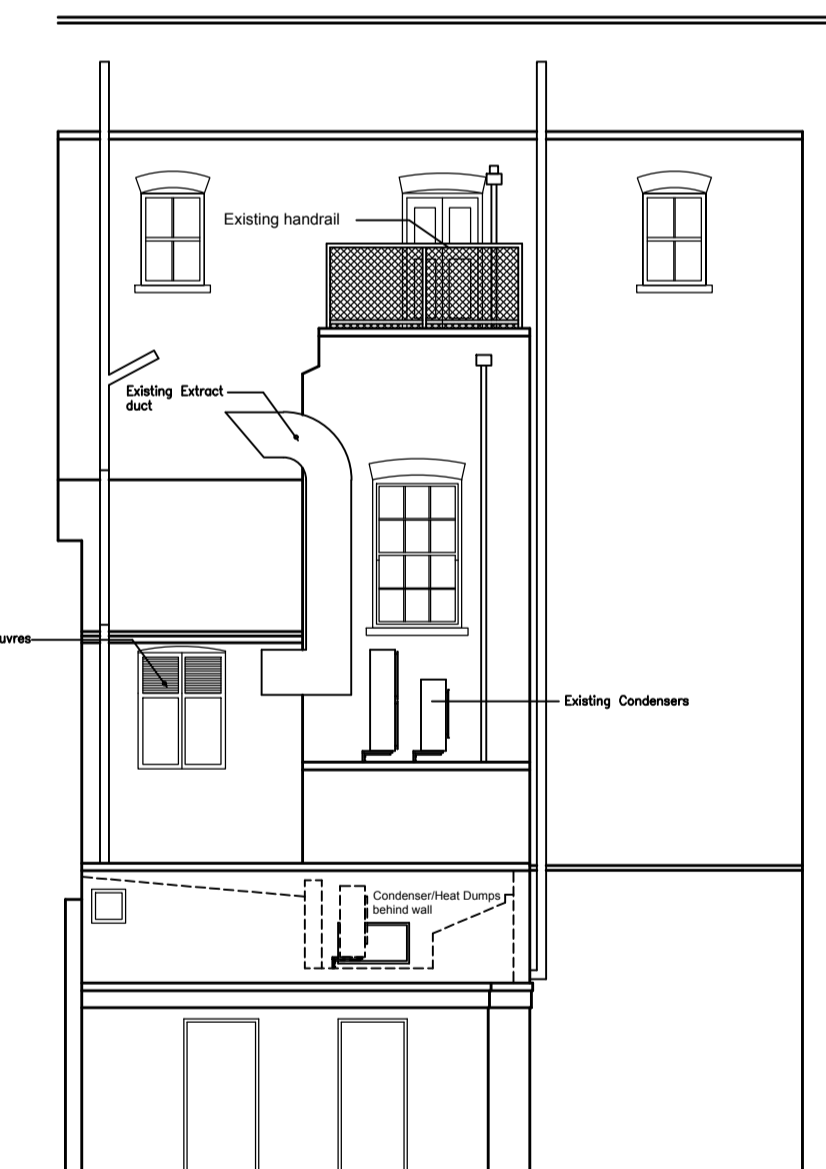 Existing handrail
Existing Extract
duct
uvres
Existing Condensers
Condenser/Heat Dumps
behind wall